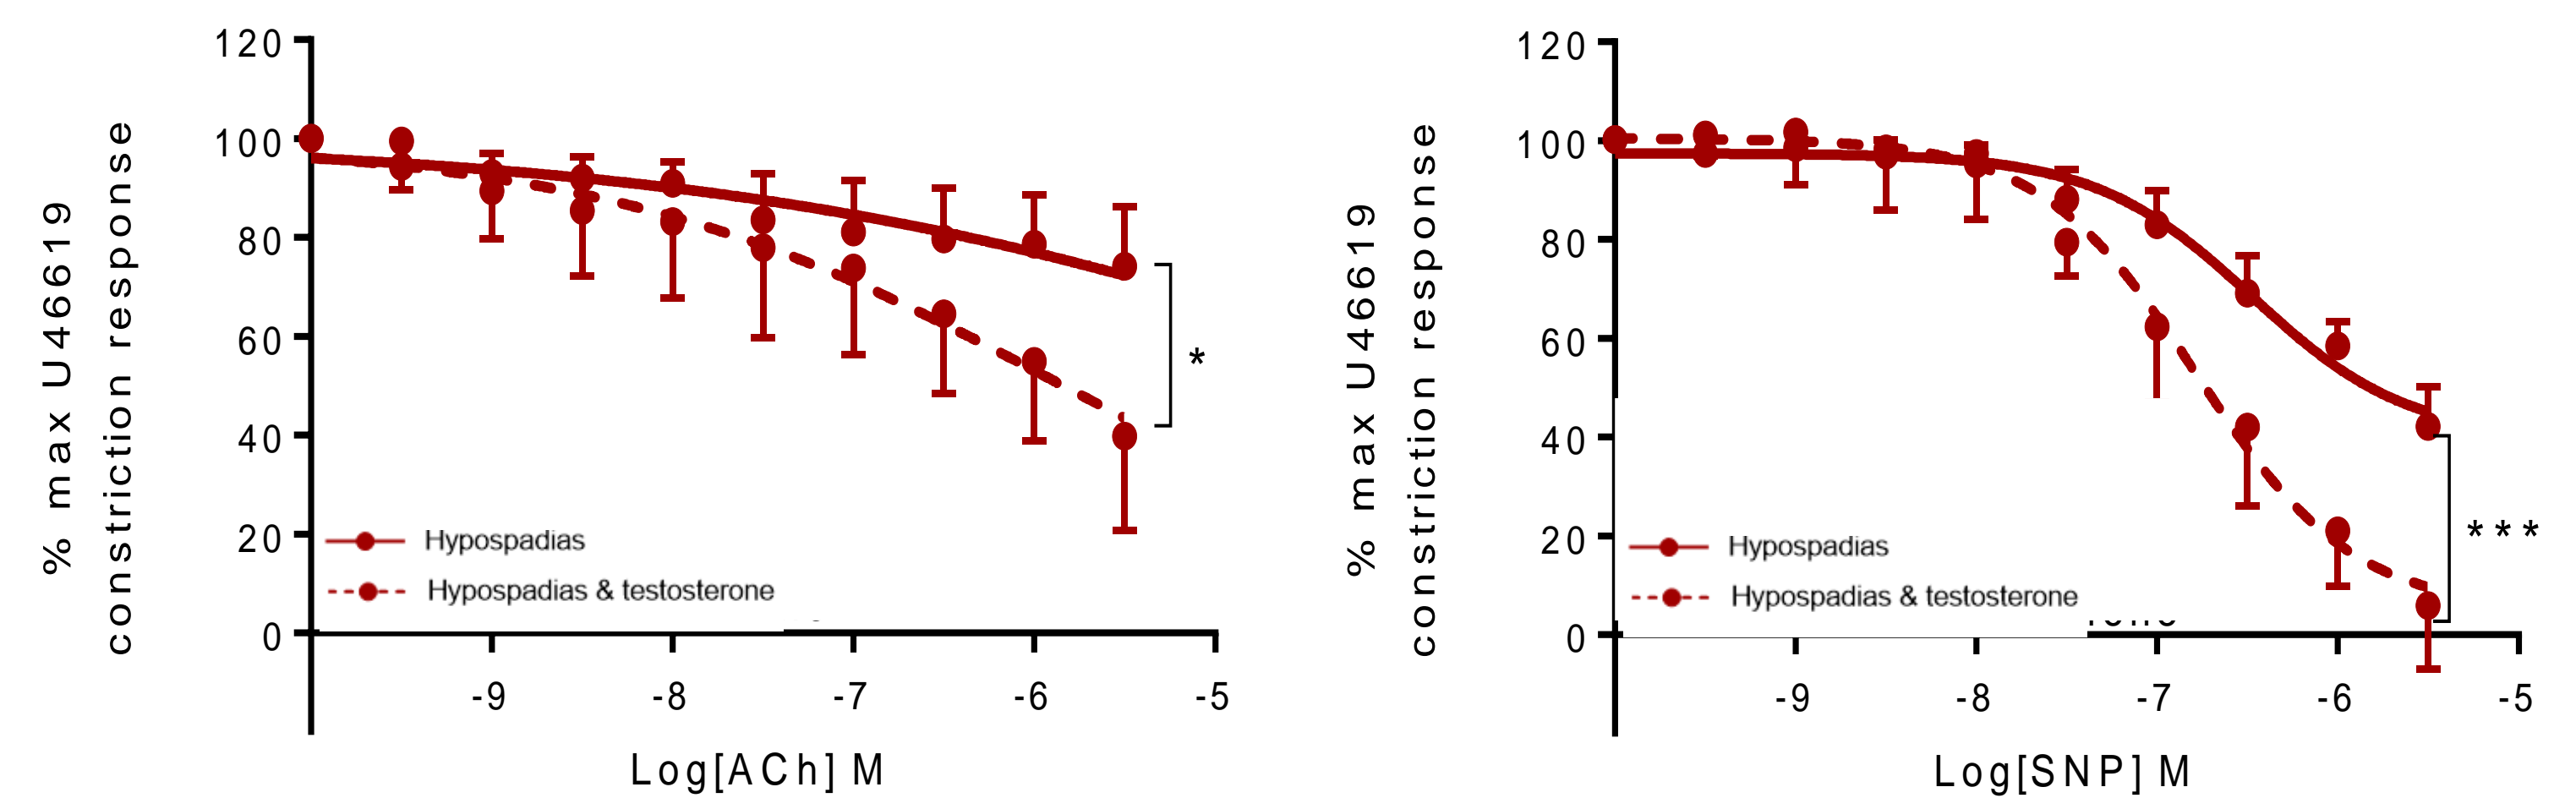 % max U46619
constriction response
120
100
80
60
40
20
0
Hypospadias
Hypospadias & testosterone
*
-9
-8
-7
-6
-5
Log[ACh] M
% max U46619
constriction response
120
100
80
60
40
20
0
Hypospadias
Hypospadias & testosterone
***
-9
-8
-7
-6
-5
Log[SNP] M